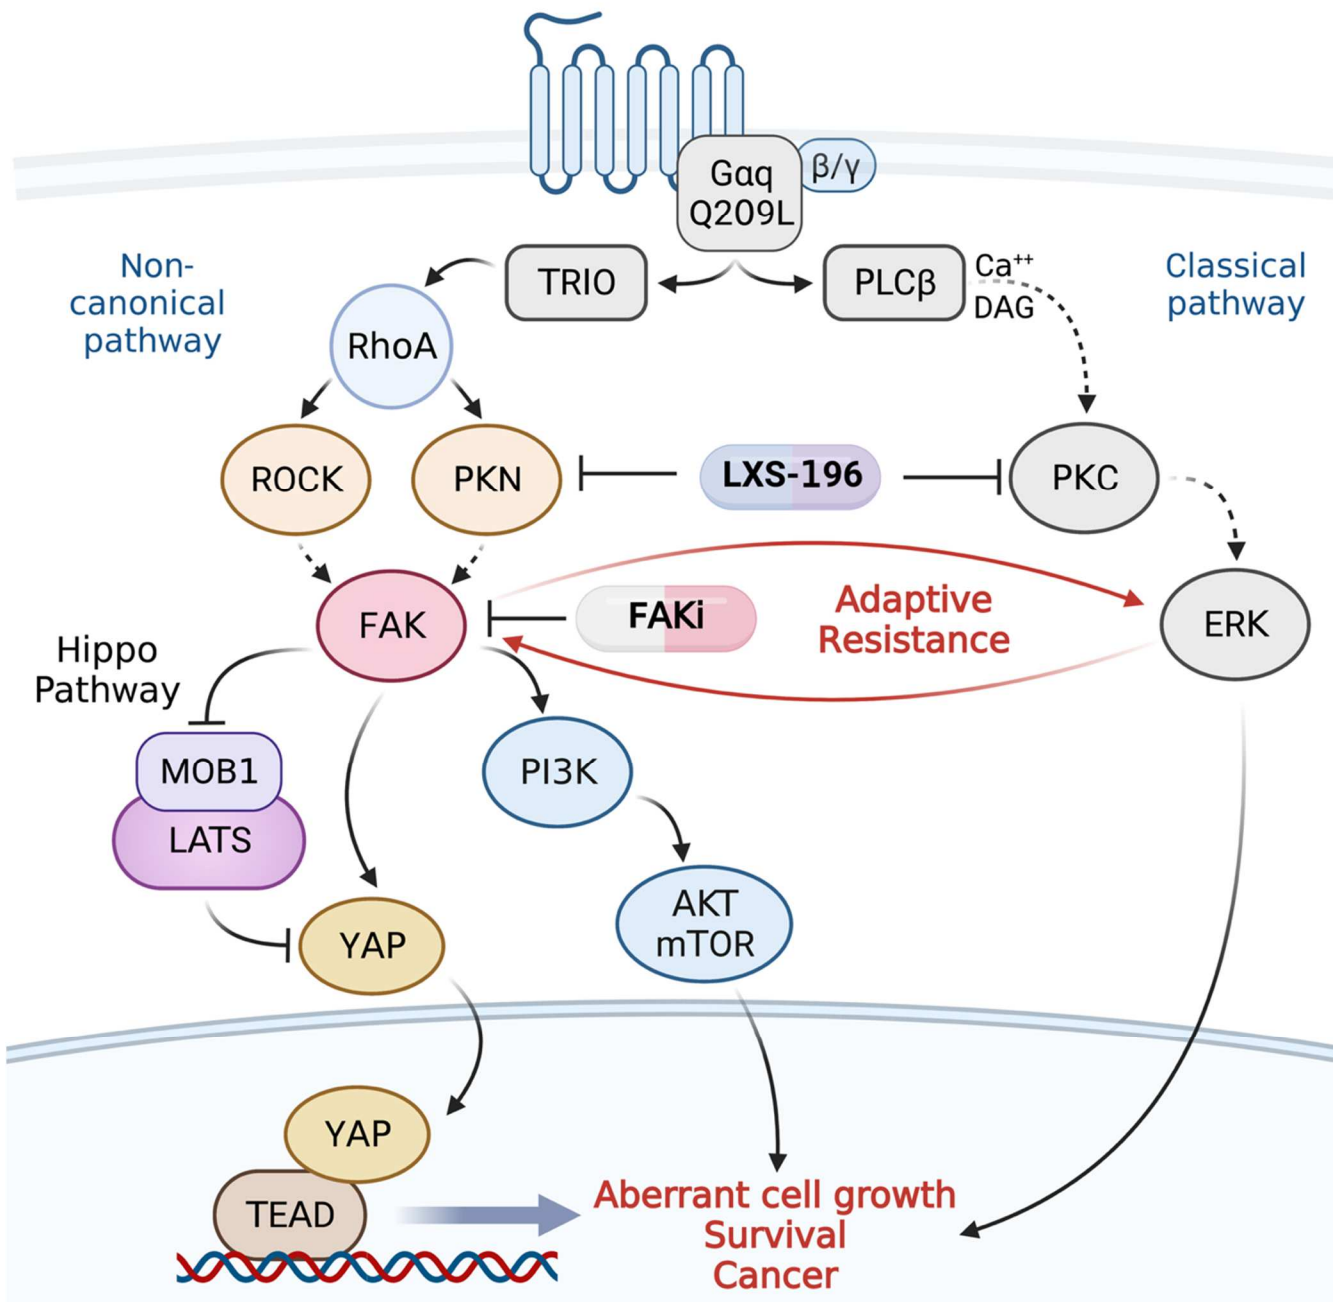 Gαq
Q209L
β/γ
Non-
canonical
pathway
TRIO
PLCβ
Ca⁺⁺
DAG
Classical
pathway
RhoA
ROCK
PKN
LXS-196
PKC
FAK
FAKi
Adaptive
Resistance
ERK
Hippo
Pathway
MOB1
LATS
PI3K
AKT
mTOR
YAP
YAP
TEAD
Aberrant cell growth
Survival
Cancer